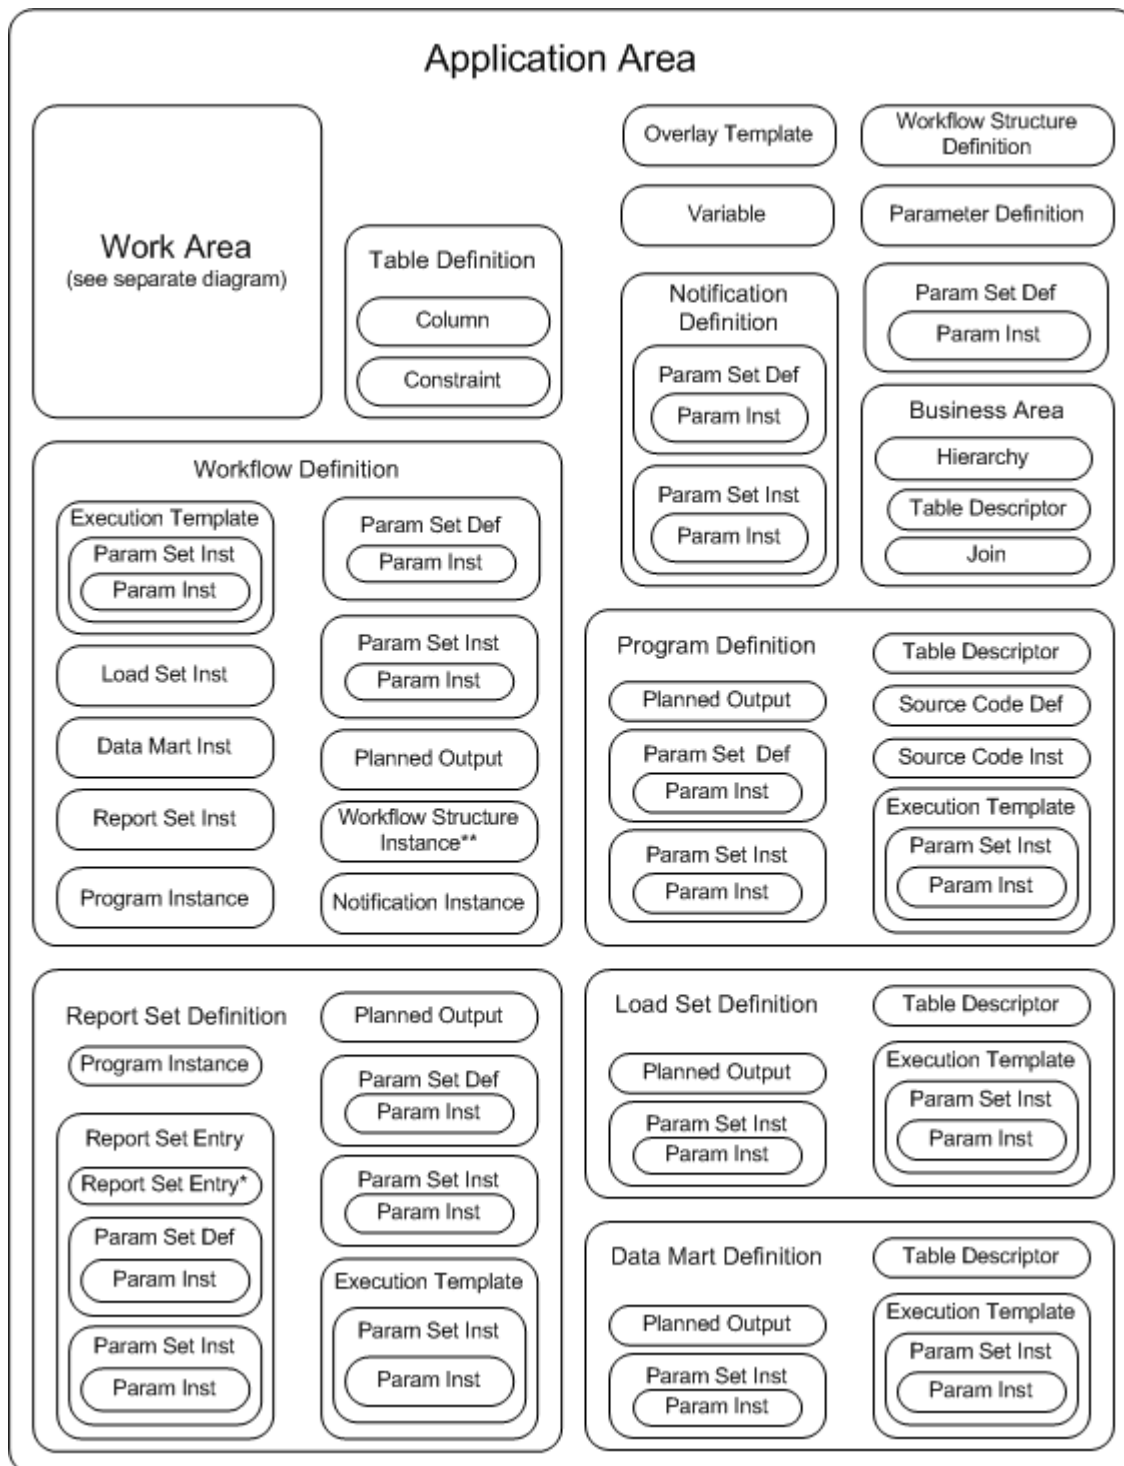 Application Area
Work Area
(see separate diagram)
Table Definition
Column
Constraint
Overlay Template
Workflow Structure
Definition
Variable
Parameter Definition
Notification
Definition
Param Set Def
Param Inst
Param Set Inst
Param Inst
Param Set Def
Param Inst
Business Area
Hierarchy
Table Descriptor
Join
Workflow Definition
Execution Template
Param Set Inst
Param Inst
Load Set Inst
Data Mart Inst
Report Set Inst
Program Instance
Param Set Def
Param Inst
Param Set Inst
Param Inst
Planned Output
Workflow Structure
Instance**
Notification Instance
Program Definition
Planned Output
Param Set Def
Param Inst
Param Set Inst
Param Inst
Table Descriptor
Source Code Def
Source Code Inst
Execution Template
Param Set Inst
Param Inst
Report Set Definition
Program Instance
Report Set Entry
Report Set Entry*
Param Set Def
Param Inst
Param Set Inst
Param Inst
Planned Output
Param Set Def
Param Inst
Param Set Inst
Param Inst
Execution Template
Param Set Inst
Param Inst
Load Set Definition
Planned Output
Param Set Inst
Param Inst
Table Descriptor
Execution Template
Param Set Inst
Param Inst
Data Mart Definition
Planned Output
Param Set Inst
Param Inst
Table Descriptor
Execution Template
Param Set Inst
Param Inst